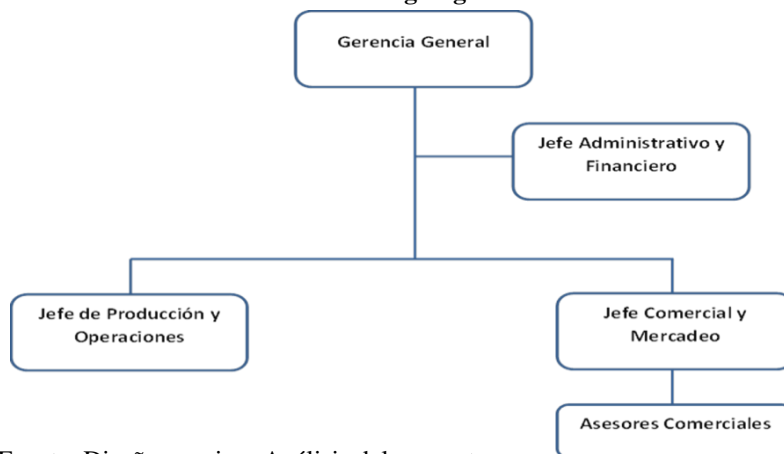 Gerencia General
Jefe Administrativo y
Financiero
Jefe de Producción y
Operaciones
Jefe Comercial y
Mercadeo
Asesores Comerciales